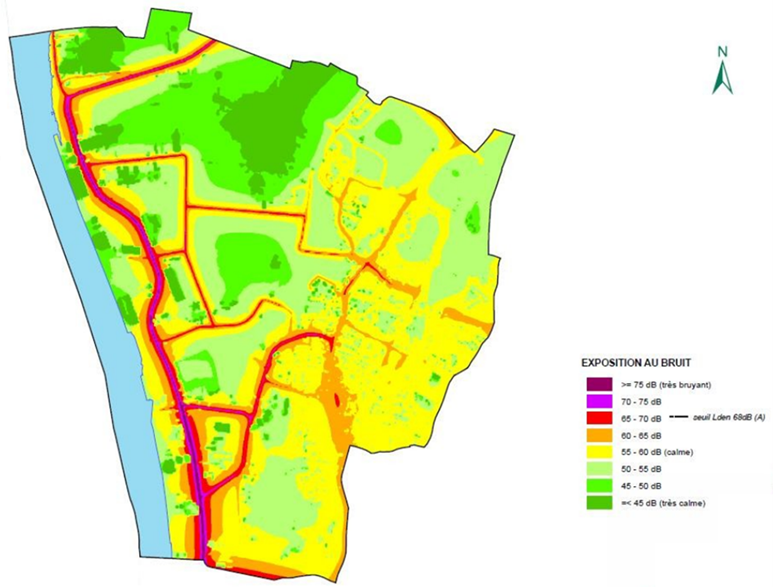 N
EXPOSITION AU BRUIT
>= 75 dB (très bruyant)
70 - 75 dB
65 - 70 dB seuil Lden 68dB (A)
60 - 65 dB
55 - 60 dB (calme)
50 - 55 dB
45 - 50 dB
=< 45 dB (très calme)